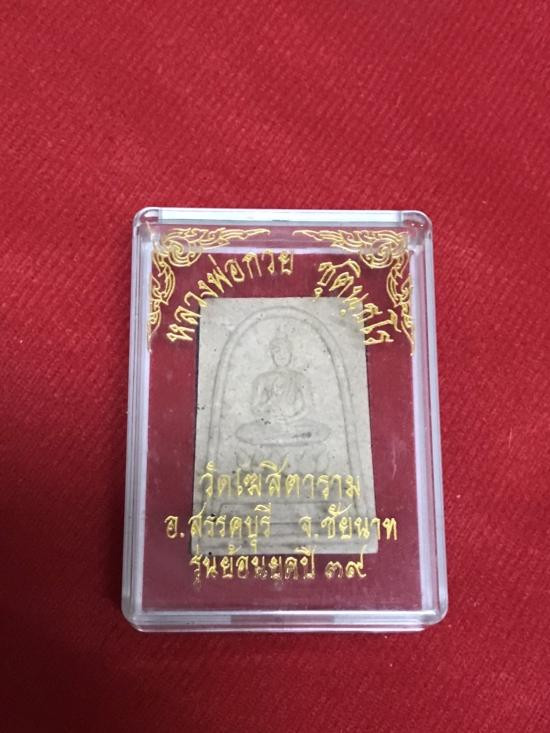 หลวงพ่อกวย ชุตินฺธโร
วัดโฆสิตาราม
อ.สรรคบุรี จ.ชัยนาท
รุ่นย้อนยุคปี ๓๙